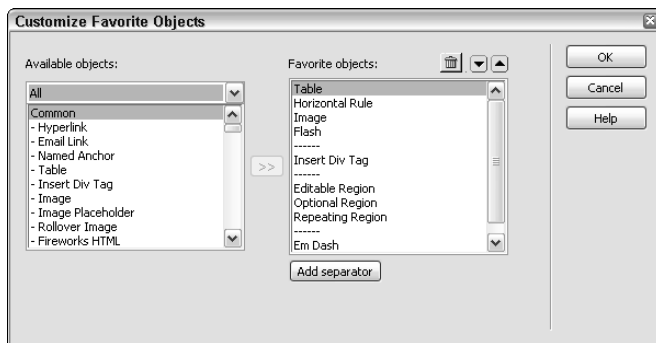 Customize Favorite Objects
Available objects:
All
Common
- Hyperlink
- Email Link
- Named Anchor
- Table
- Insert Div Tag
- Image
- Image Placeholder
- Rollover Image
- Fireworks HTML
>>
Favorite objects:
Table
Horizontal Rule
Image
Flash
------
Insert Div Tag
------
Editable Region
Optional Region
Repeating Region
------
Em Dash
Add separator
OK
Cancel
Help